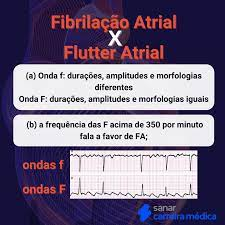 Fibrilação Atrial
X
Flutter Atrial
(a) Onda f: durações, amplitudes e morfologias
diferentes
Onda F: durações, amplitudes e morfologias iguais
(b) a frequência das F acima de 350 por minuto
fala a favor de FA;
ondas f
ondas F
sanar
carreira médica